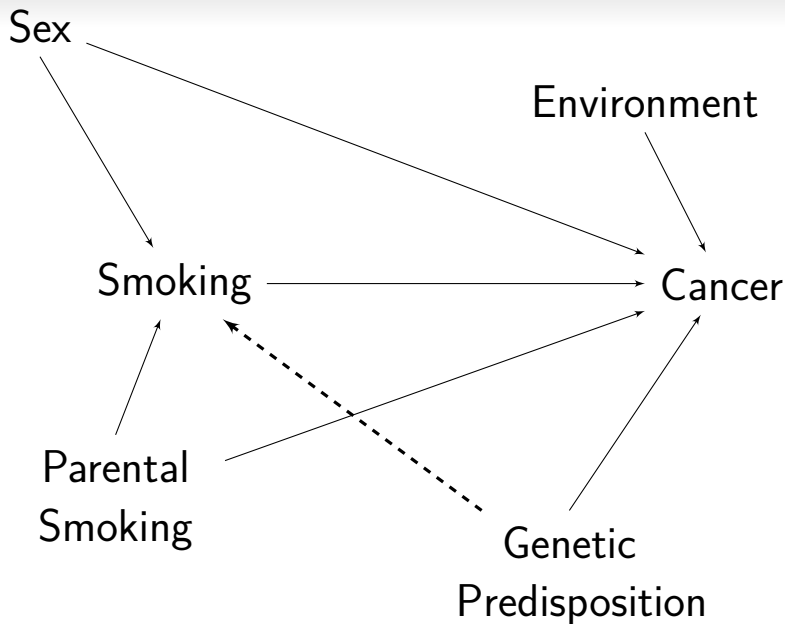 Sex
Environment
Smoking
Cancer
Parental
Smoking
Genetic
Predisposition